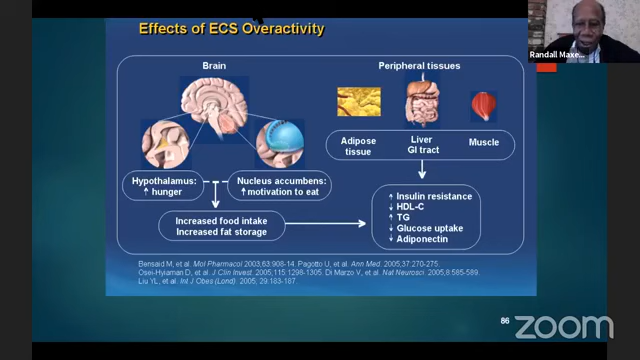 Effects of ECS Overactivity
Randall Maxe...
Brain
Peripheral tissues
Adipose
tissue
Liver
GI tract
Muscle
Hypothalamus:
↑ hunger
Nucleus accumbens:
↑ motivation to eat
Increased food intake
Increased fat storage
↑ Insulin resistance
↓ HDL-C
↑ TG
↓ Glucose uptake
↓ Adiponectin
Bensaid M, et al. Mol Pharmacol 2003;63:908-14. Pagotto U, et al. Ann Med. 2005;37:270-275.
Osei-Hyiaman D, et al. J Clin Invest. 2005;115:1298-1305. Di Marzo V, et al. Nat Neurosci. 2005;8:585-589.
Liu YL, et al. Int J Obes (Lond). 2005; 29:183-187.
86
zoom